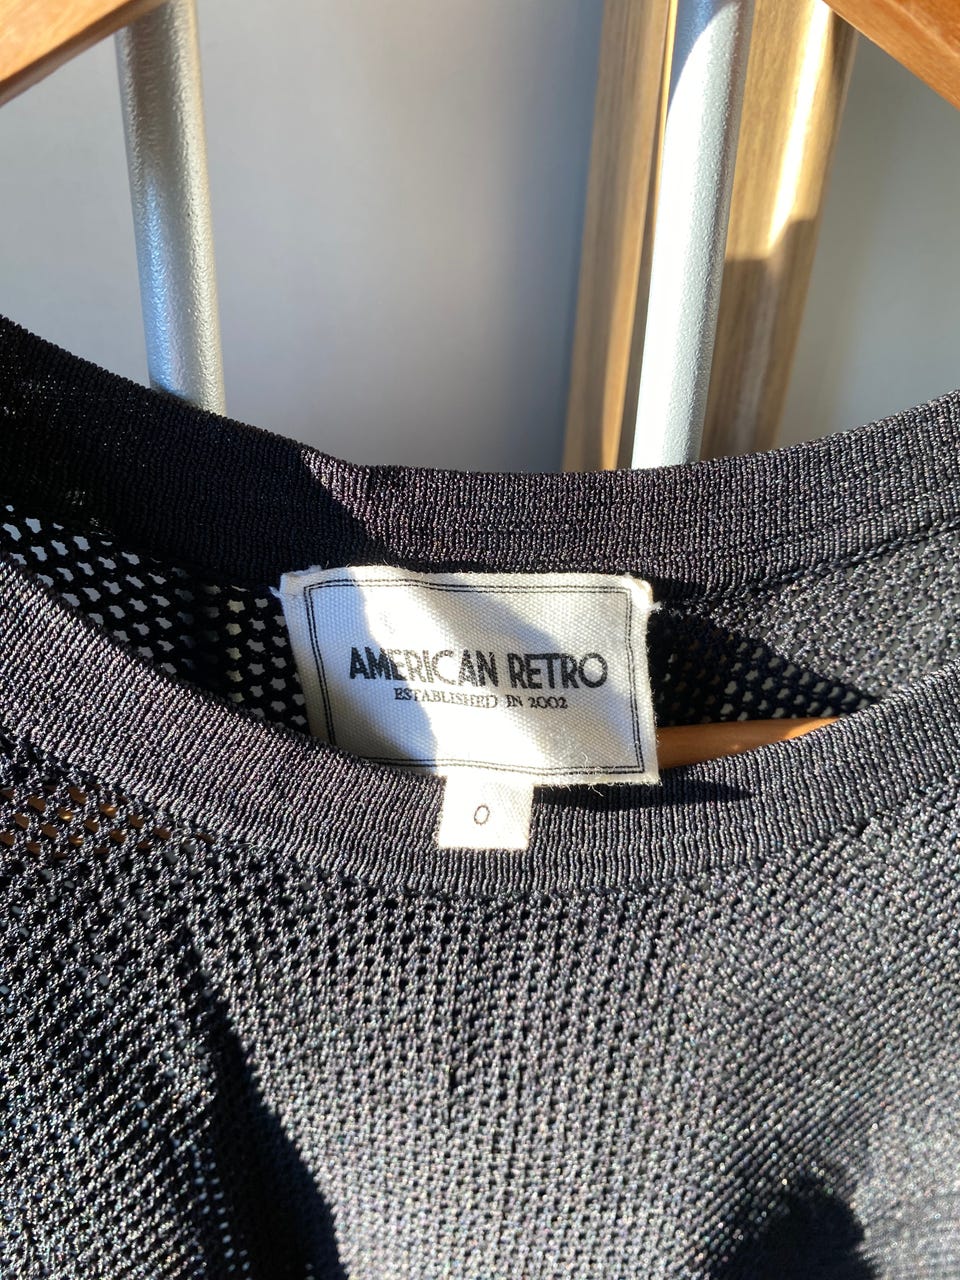 AMERICAN RETRO
ESTABLISHED IN 2002
0